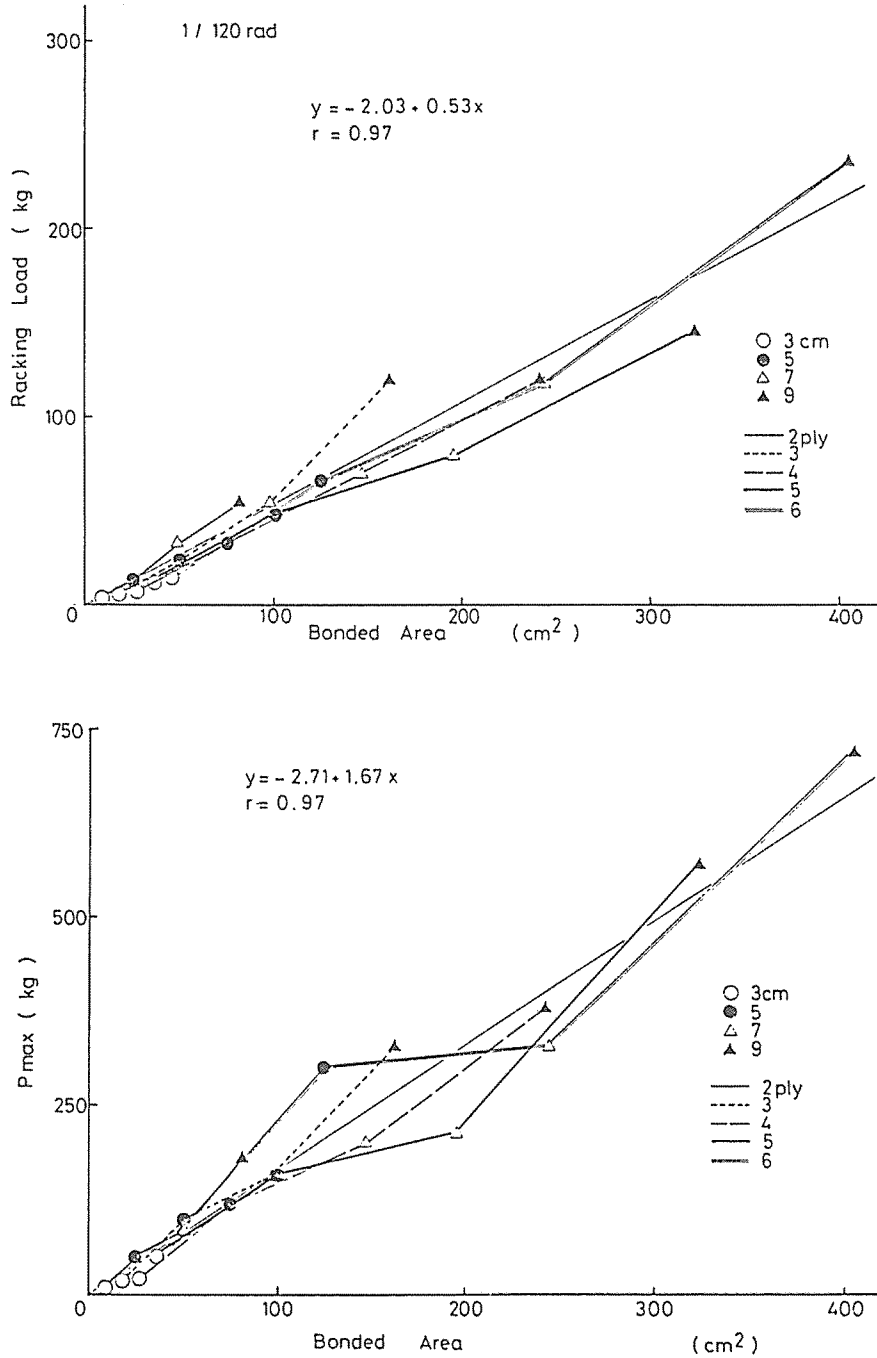 1 / 120 rad
y = - 2.03 + 0.53x
r = 0.97
Racking Load ( kg )
300
200
100
0
100
200
300
400
Bonded Area (cm²)
3 cm
5
7
9
2ply
3
4
5
6
y = - 2.71 + 1.67 x
r = 0.97
Pmax ( kg )
750
500
250
0
100
200
300
400
Bonded Area (cm²)
3cm
5
7
9
2ply
3
4
5
6